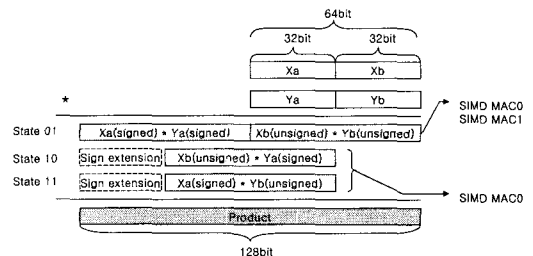 64bit
32bit 32bit
Xa Xb
* Ya Yb
SIMD MAC0
SIMD MAC1
State 01 Xa(signed) * Ya(signed) Xb(unsigned) * Yb(unsigned)
State 10 Sign extension Xb(unsigned) * Ya(signed)
State 11 Sign extension Xa(signed) * Yb(unsigned)
SIMD MAC0
Product
128bit